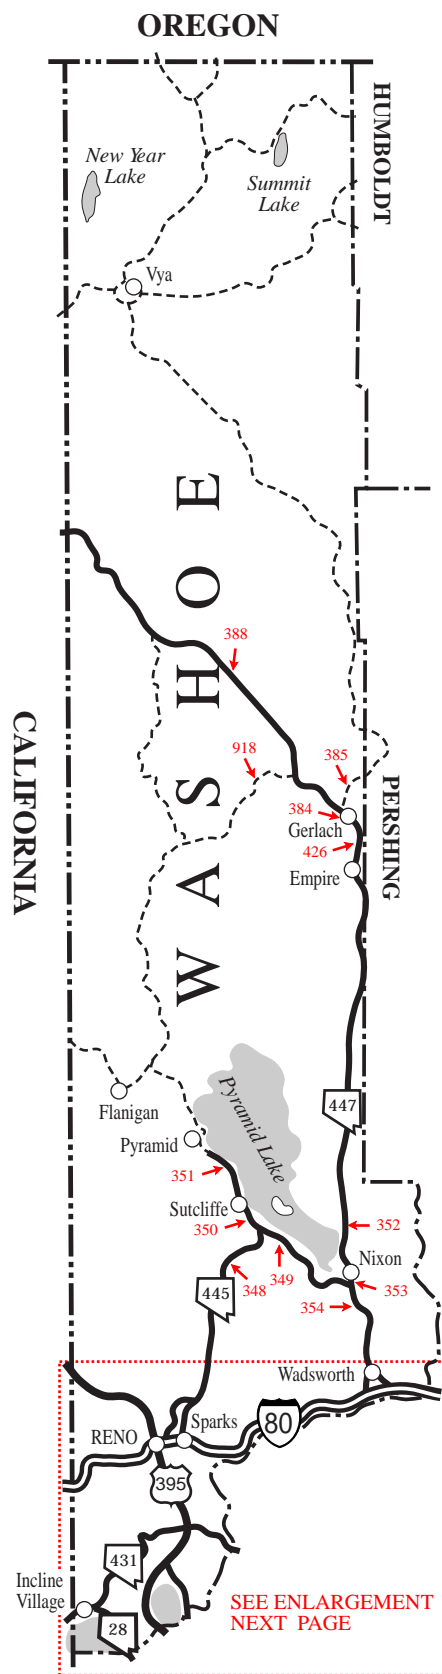 OREGON
HUMBOLDT
New Year
Lake
Summit
Lake
Vya
WASHOE
388
CALIFORNIA
918
385
PERSHING
384
Gerlach
426
Empire
Pyramid Lake
447
Flanigan
Pyramid
351
Sutcliffe
350
352
349
Nixon
348
353
445
354
Wadsworth
Sparks
80
RENO
395
431
Incline
Village
28
SEE ENLARGEMENT
NEXT PAGE